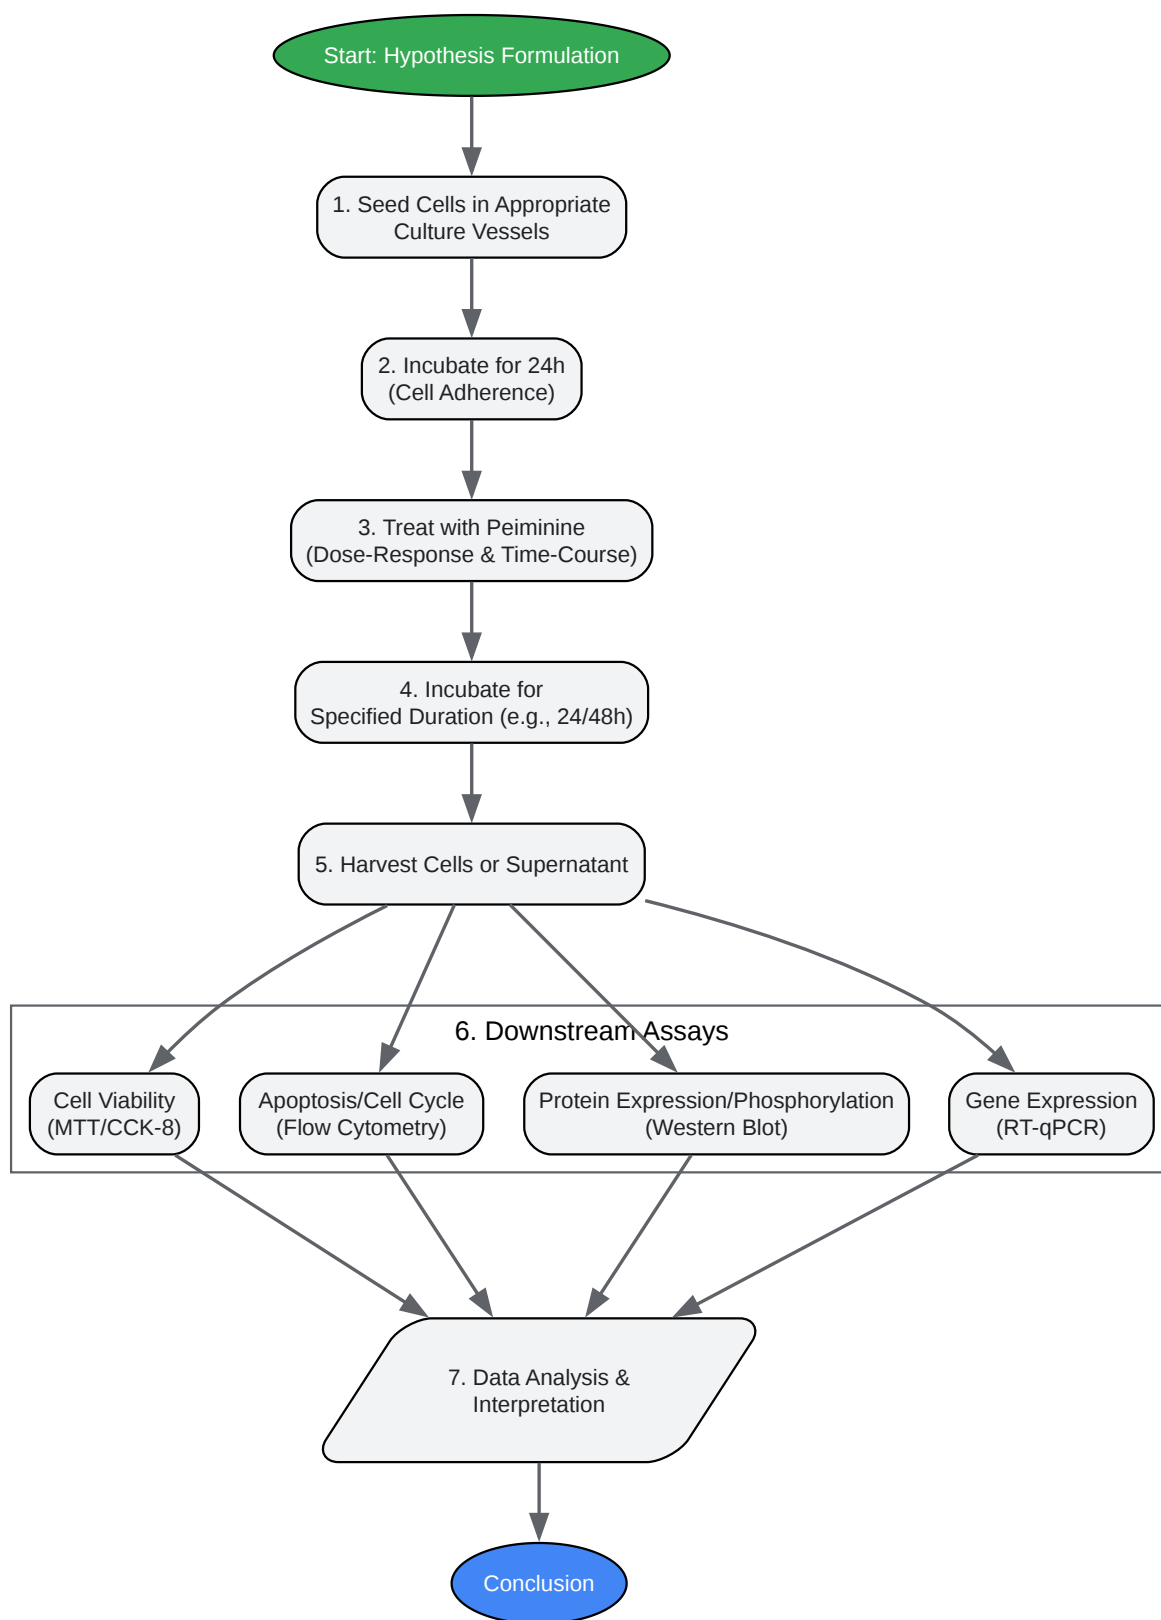 Start: Hypothesis Formulation
1. Seed Cells in Appropriate
Culture Vessels
2. Incubate for 24h
(Cell Adherence)
3. Treat with Peiminine
(Dose-Response & Time-Course)
4. Incubate for
Specified Duration (e.g., 24/48h)
5. Harvest Cells or Supernatant
6. Downstream Assays
Cell Viability
(MTT/CCK-8)
Apoptosis/Cell Cycle
(Flow Cytometry)
Protein Expression/Phosphorylation
(Western Blot)
Gene Expression
(RT-qPCR)
7. Data Analysis &
Interpretation
Conclusion